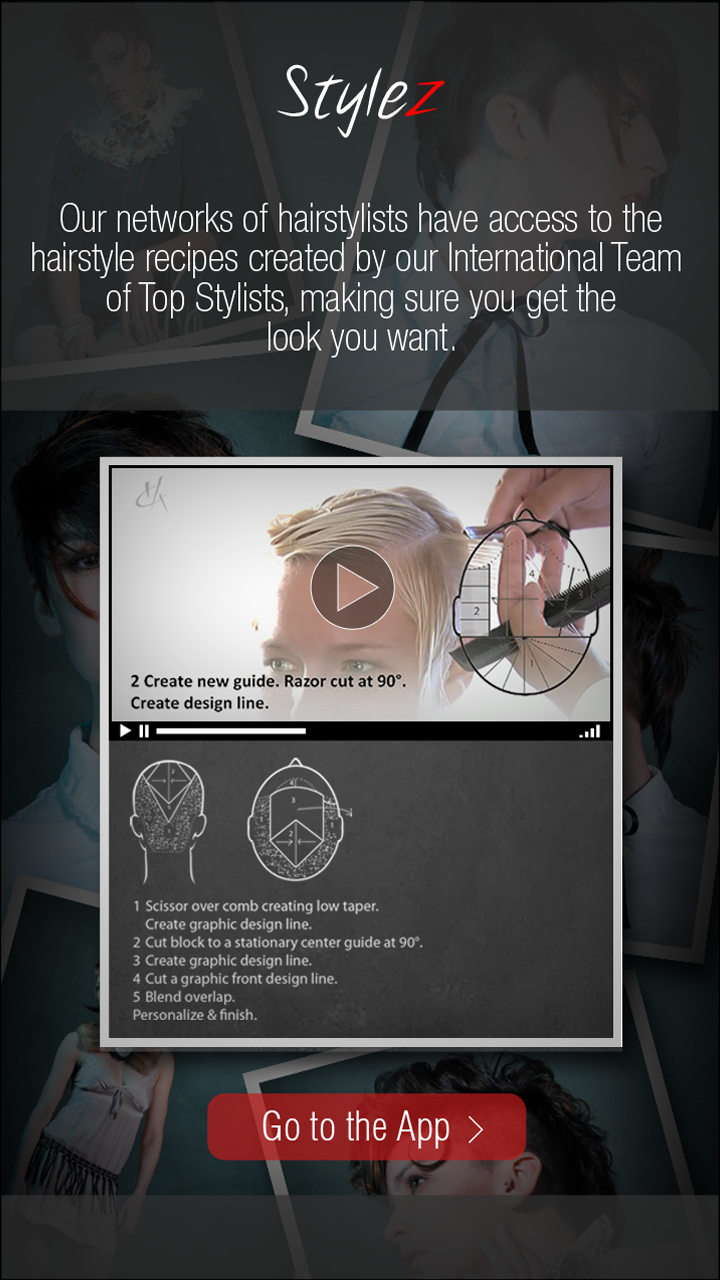 Stylez
Our networks of hairstylists have access to the
hairstyle recipes created by our International Team
of Top Stylists, making sure you get the
look you want.
2 Create new guide. Razor cut at 90°.
Create design line.
1 Scissor over comb creating low taper.
Create graphic design line.
2 Cut block to a stationary center guide at 90°.
3 Create graphic design line.
4 Cut a graphic front design line.
5 Blend overlap.
Personalize & finish.
Go to the App >